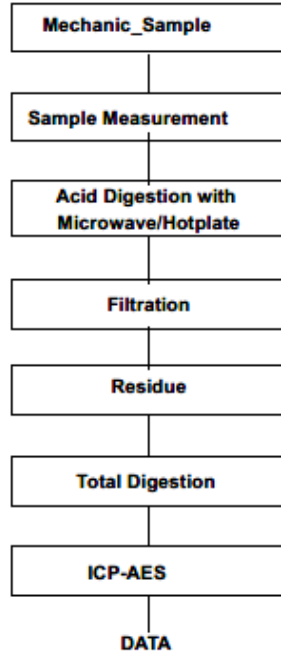 Mechanic_Sample
Sample Measurement
Acid Digestion with
Microwave/Hotplate
Filtration
Residue
Total Digestion
ICP-AES
DATA